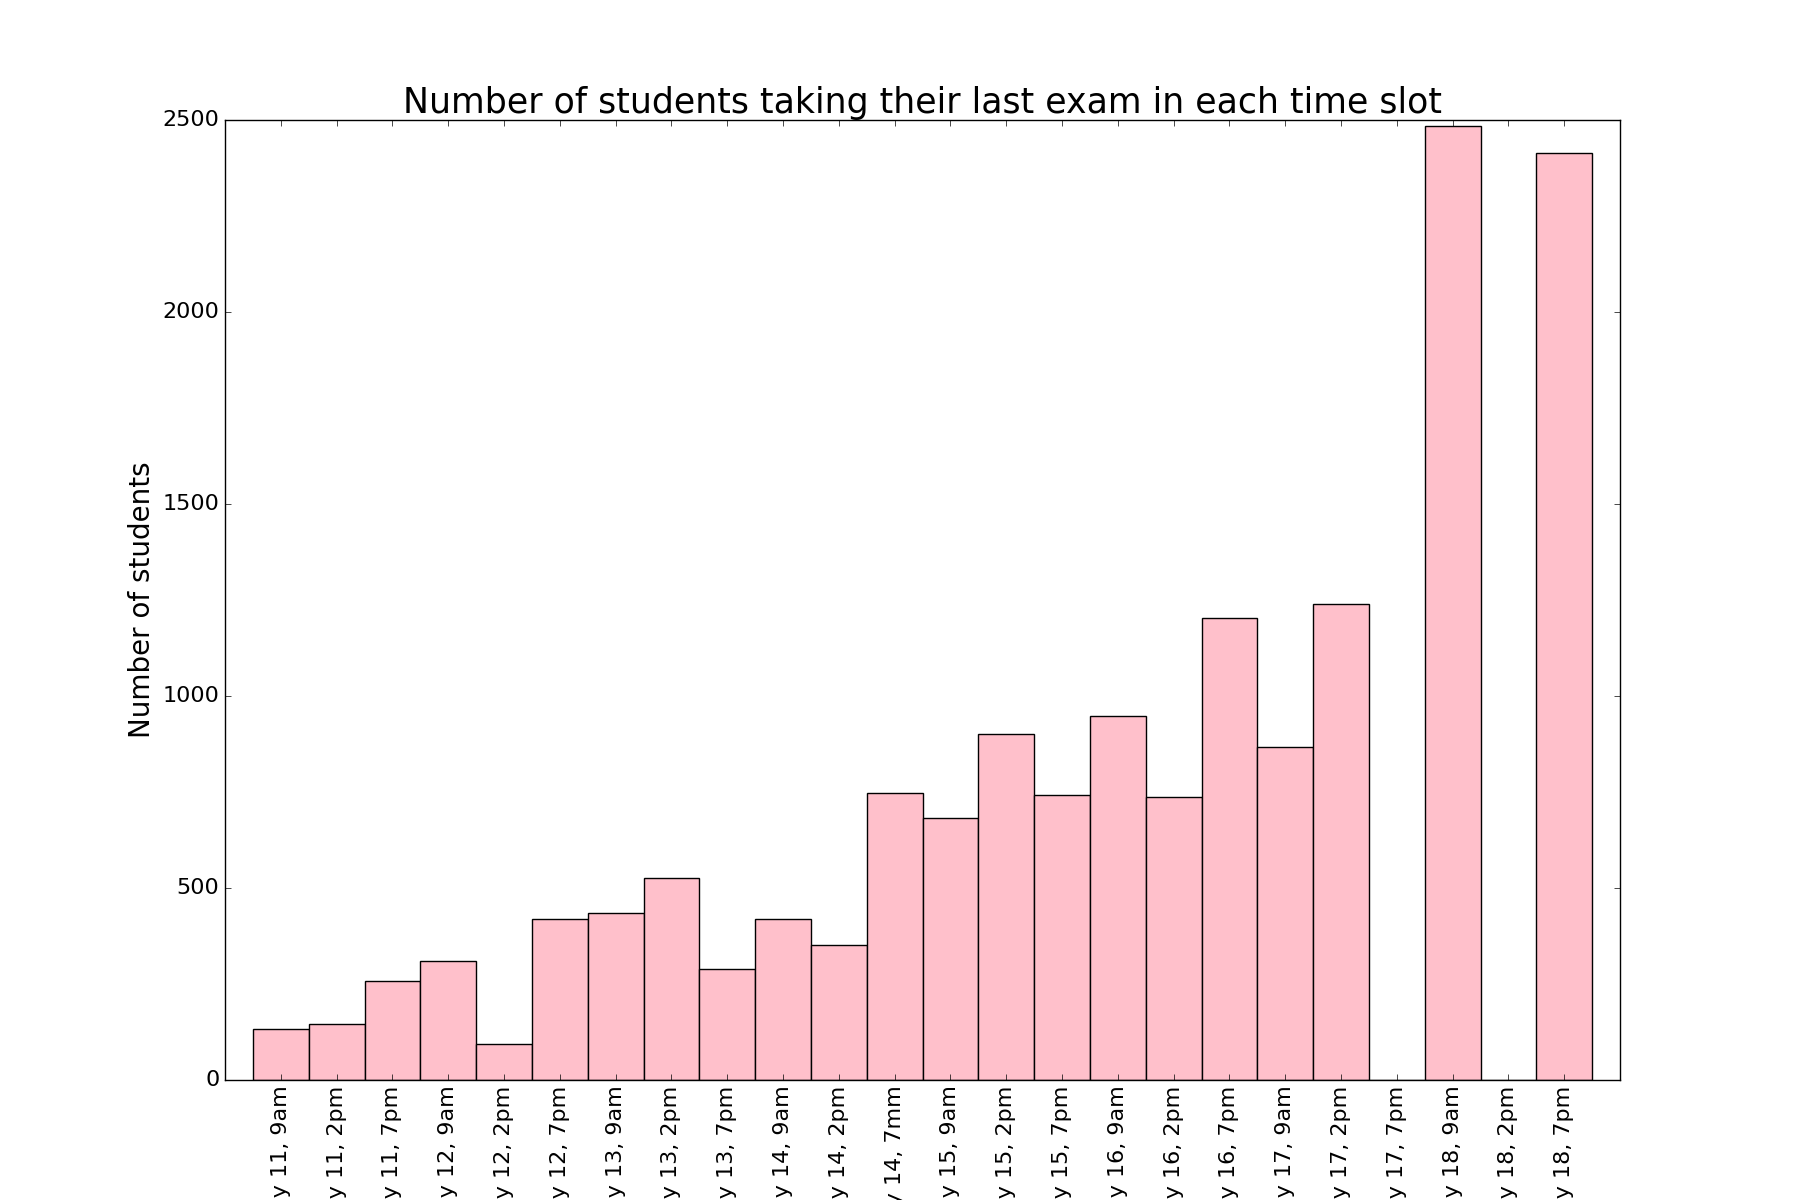 Number of students taking their last exam in each time slot
2500
2000
1500
1000
500
0
Number of students
y 11, 9am
y 11, 2pm
y 11, 7pm
y 12, 9am
y 12, 2pm
y 12, 7pm
y 13, 9am
y 13, 2pm
y 13, 7pm
y 14, 9am
y 14, 2pm
y 14, 7mm
y 15, 9am
y 15, 2pm
y 15, 7pm
y 16, 9am
y 16, 2pm
y 16, 7pm
y 17, 9am
y 17, 2pm
y 17, 7pm
y 18, 9am
y 18, 2pm
y 18, 7pm